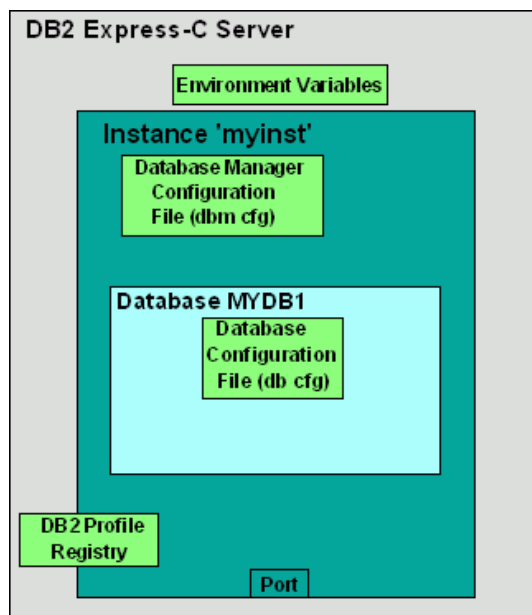 DB2 Express-C Server
Environment Variables
Instance 'myinst'
Database Manager
Configuration
File (dbm cfg)
Database MYDB1
Database
Configuration
File (db cfg)
DB2 Profile
Registry
Port